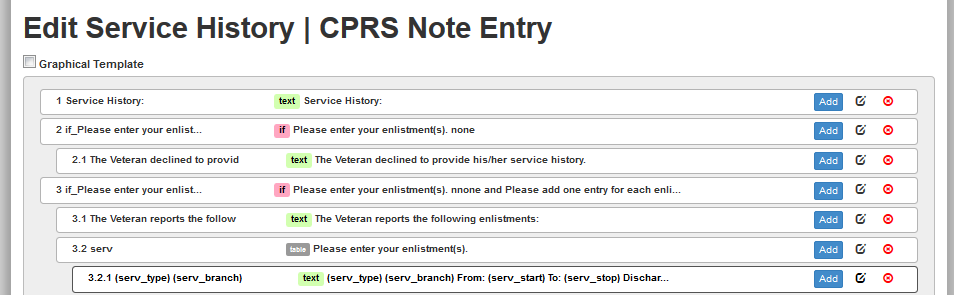 Edit Service History | CPRS Note Entry
Graphical Template
1 Service History: text Service History: Add
2 if_Please enter your enlist... if Please enter your enlistment(s). none Add
2.1 The Veteran declined to provid text The Veteran declined to provide his/her service history. Add
3 if_Please enter your enlist... if Please enter your enlistment(s). nnone and Please add one entry for each enli... Add
3.1 The Veteran reports the follow text The Veteran reports the following enlistments: Add
3.2 serv table Please enter your enlistment(s). Add
3.2.1 (serv_type) (serv_branch) text (serv_type) (serv_branch) From: (serv_start) To: (serv_stop) Dischar... Add